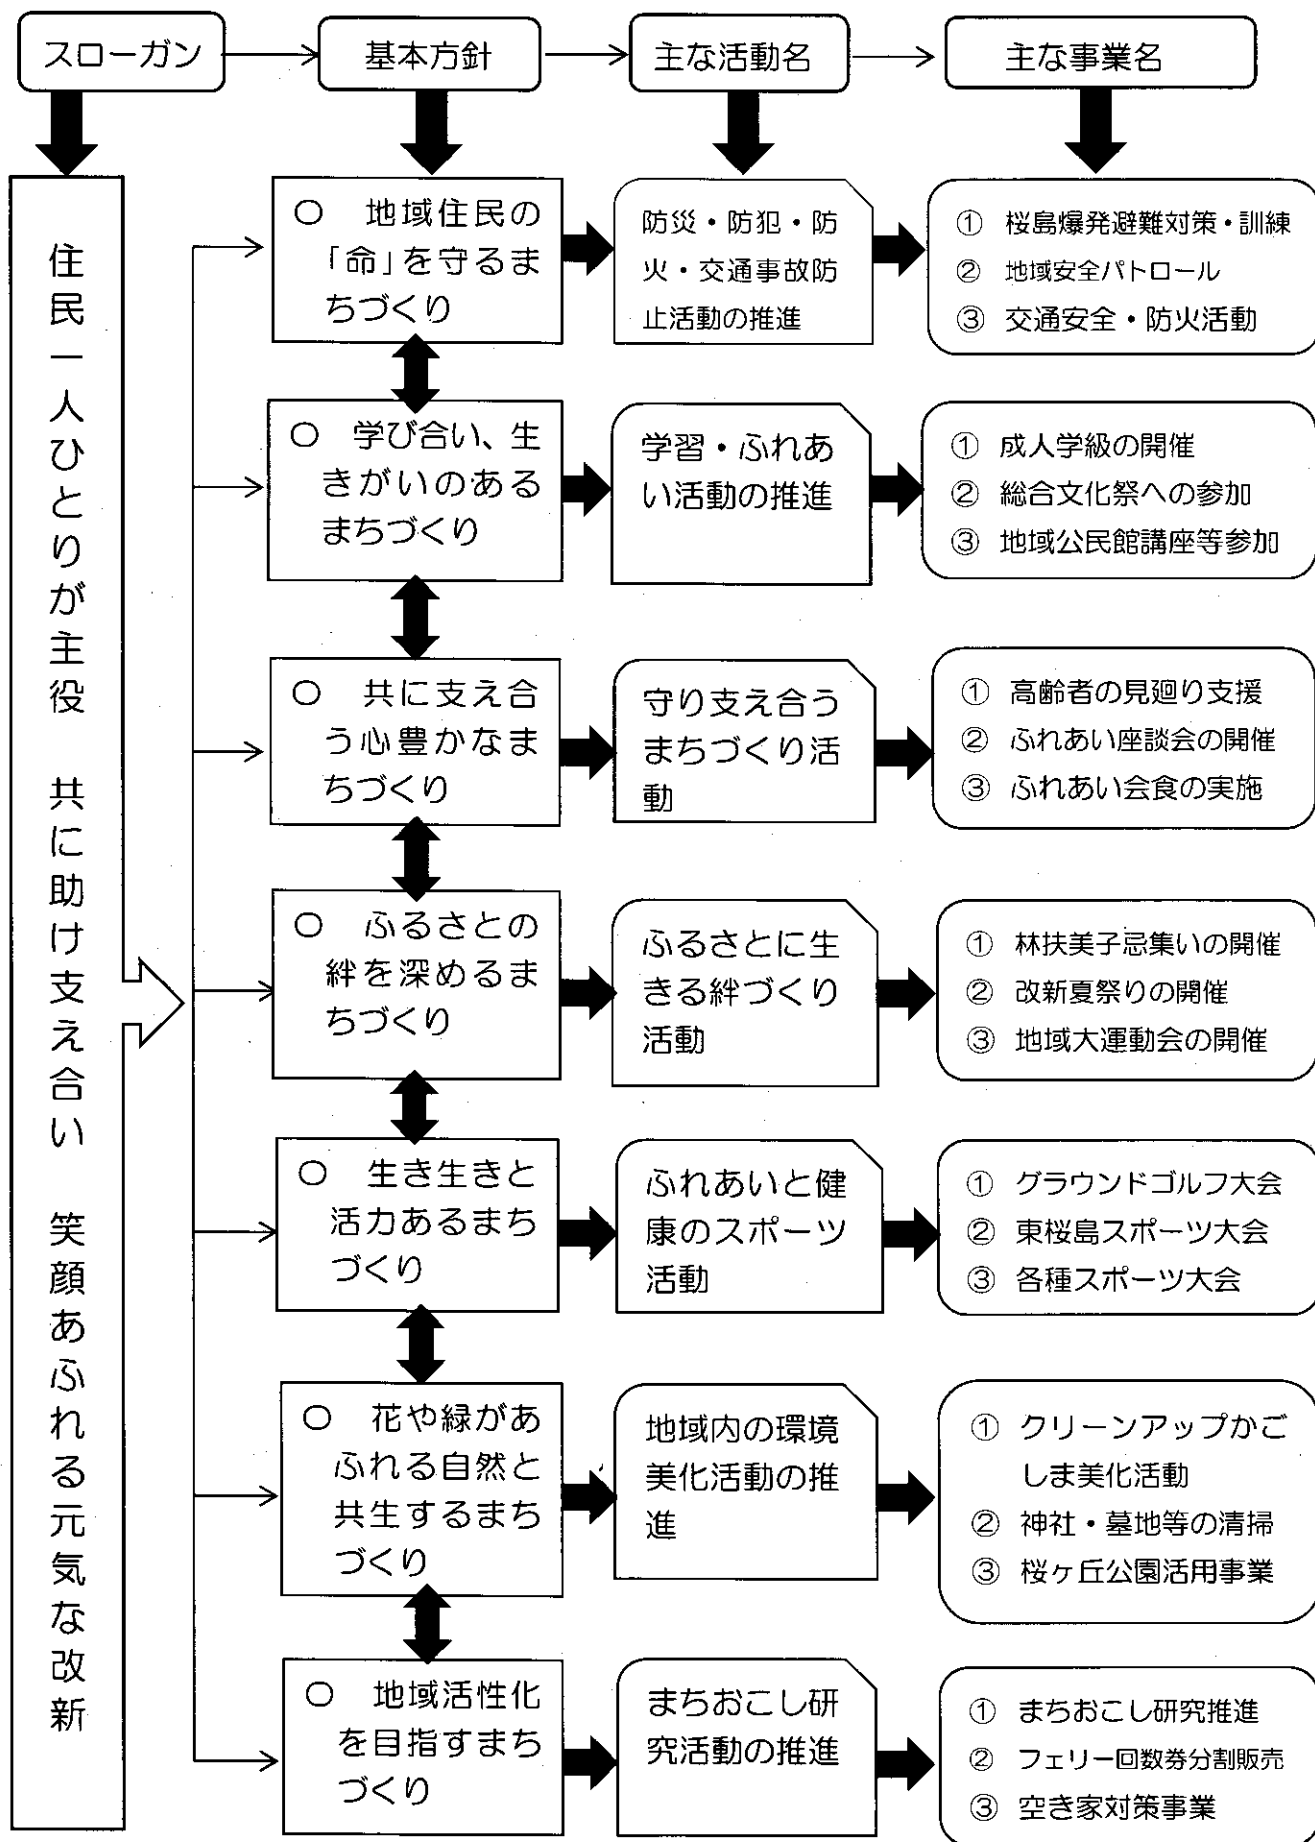 スローガン
基本方針
主な活動名
主な事業名
住民一人ひとりが主役　共に助け支え合い　笑顔あふれる元気な改新
○　地域住民の
「命」を守るま
ちづくり
防災・防犯・防
火・交通事故防
止活動の推進
①　桜島爆発避難対策・訓練
②　地域安全パトロール
③　交通安全・防火活動
○　学び合い、生
きがいのある
まちづくり
学習・ふれあ
い活動の推進
①　成人学級の開催
②　総合文化祭への参加
③　地域公民館講座等参加
○　共に支え合
う心豊かなま
ちづくり
守り支え合う
まちづくり活
動
①　高齢者の見廻り支援
②　ふれあい座談会の開催
③　ふれあい会食の実施
○　ふるさとの
絆を深めるま
ちづくり
ふるさとに生
きる絆づくり
活動
①　林扶美子忌集いの開催
②　改新夏祭りの開催
③　地域大運動会の開催
○　生き生きと
活力あるまち
づくり
ふれあいと健
康のスポーツ
活動
①　グラウンドゴルフ大会
②　東桜島スポーツ大会
③　各種スポーツ大会
○　花や緑があ
ふれる自然と
共生するまち
づくり
地域内の環境
美化活動の推
進
①　クリーンアップかご
しま美化活動
②　神社・墓地等の清掃
③　桜ヶ丘公園活用事業
○　地域活性化
を目指すまち
づくり
まちおこし研
究活動の推進
①　まちおこし研究推進
②　フェリー回数券分割販売
③　空き家対策事業